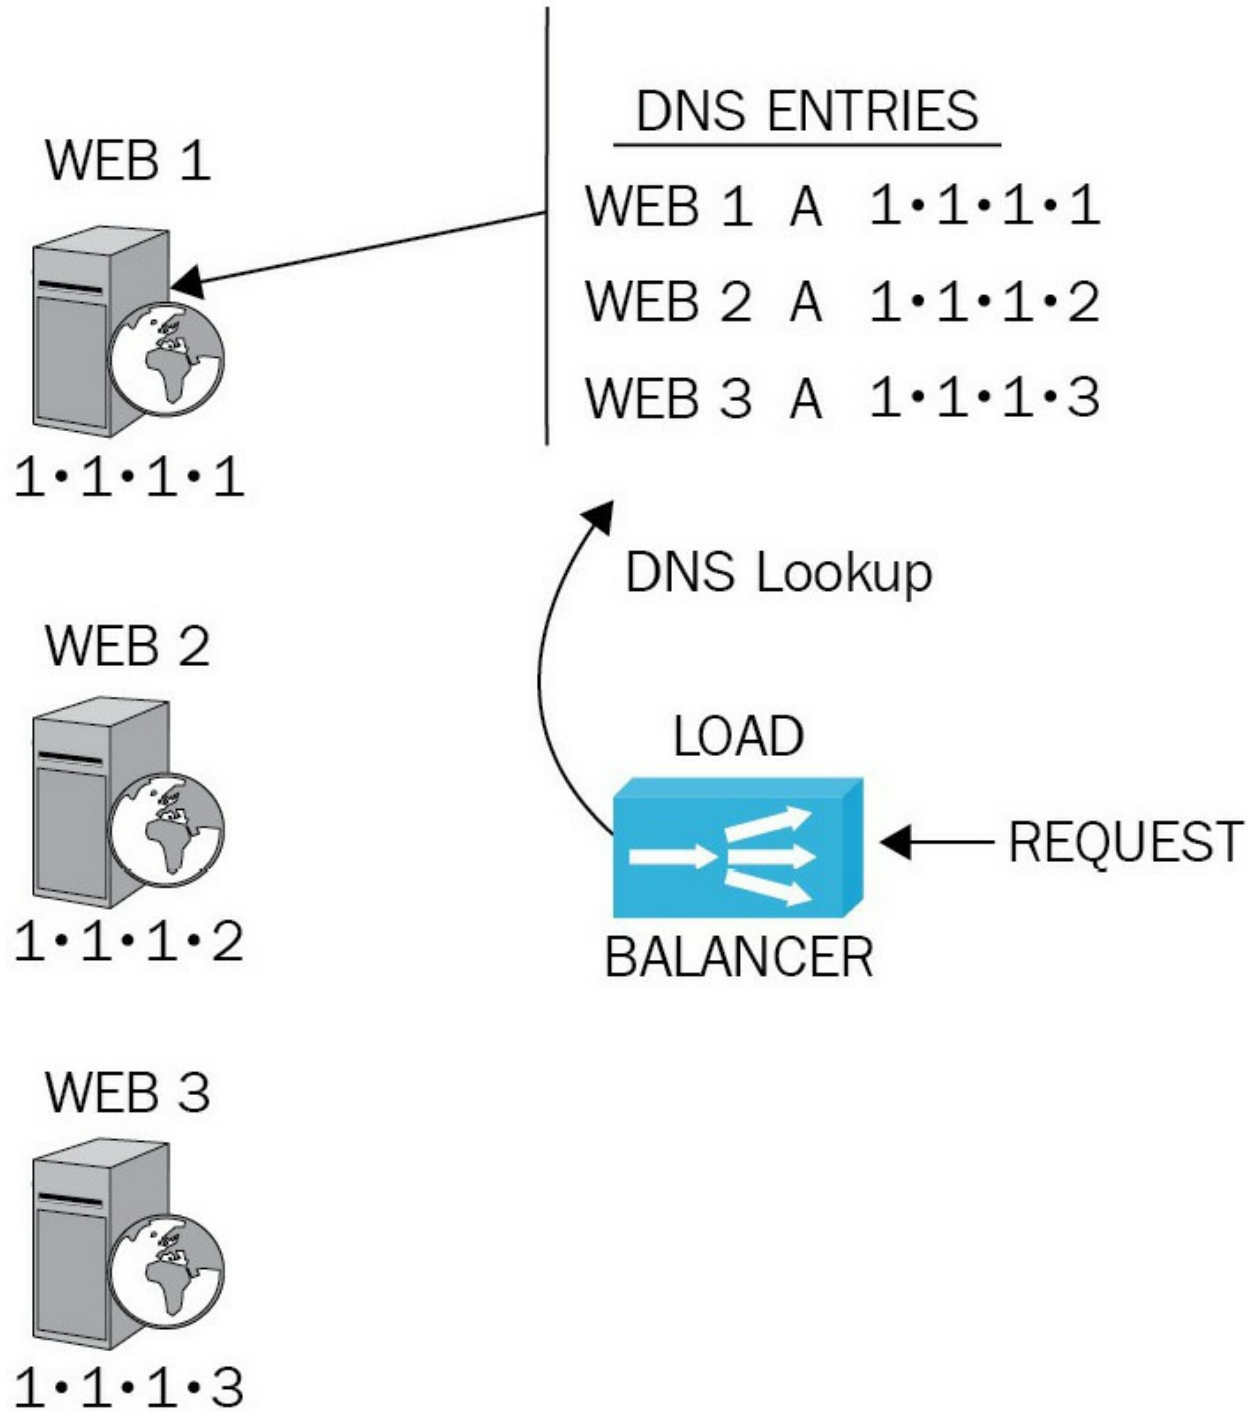 DNS ENTRIES
WEB 1 A 1•1•1•1
WEB 2 A 1•1•1•2
WEB 3 A 1•1•1•3
WEB 1
1•1•1•1
DNS Lookup
WEB 2
1•1•1•2
LOAD
BALANCER
REQUEST
WEB 3
1•1•1•3